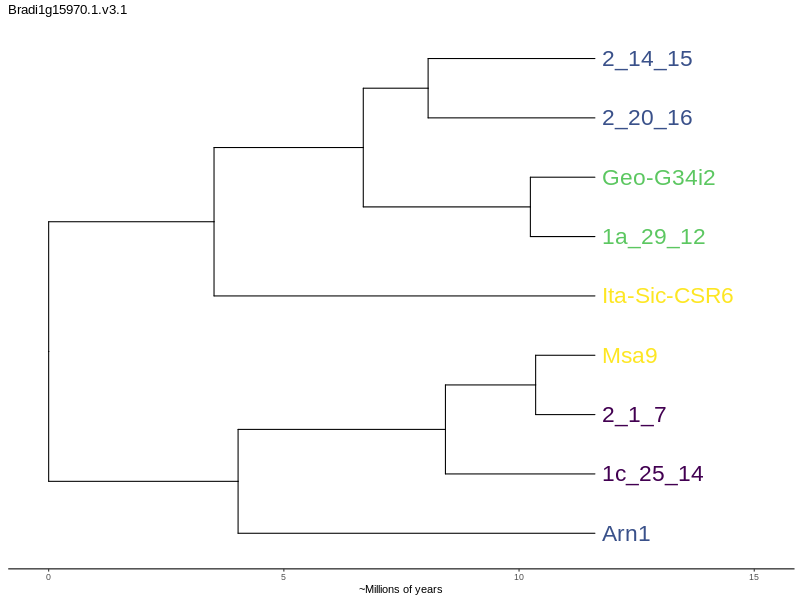 Bradi1g15970.1.v3.1
2_14_15
2_20_16
Geo-G34i2
1a_29_12
Ita-Sic-CSR6
Msa9
2_1_7
1c_25_14
Arn1
0 5 10 15
~Millions of years